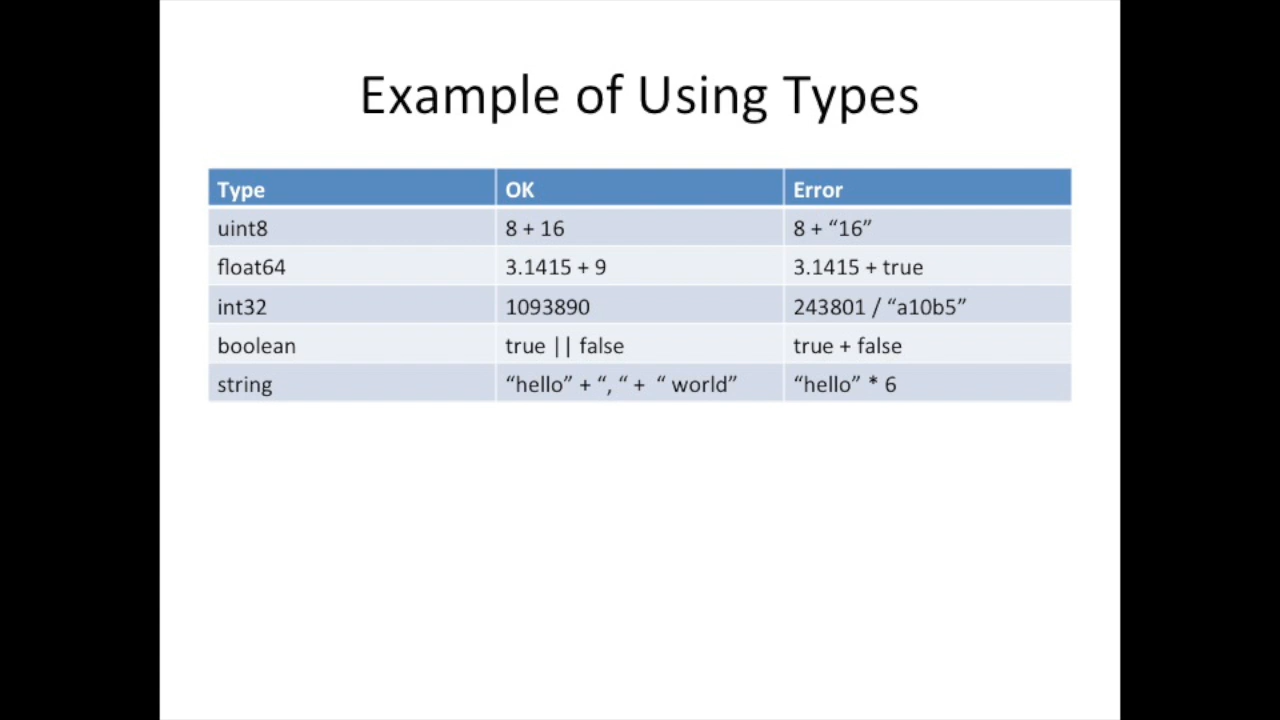 Example of Using Types
Type OK Error
uint8 8 + 16 8 + “16”
float64 3.1415 + 9 3.1415 + true
int32 1093890 243801 / “a10b5”
boolean true || false true + false
string “hello” + “, “ + “ world” “hello” * 6